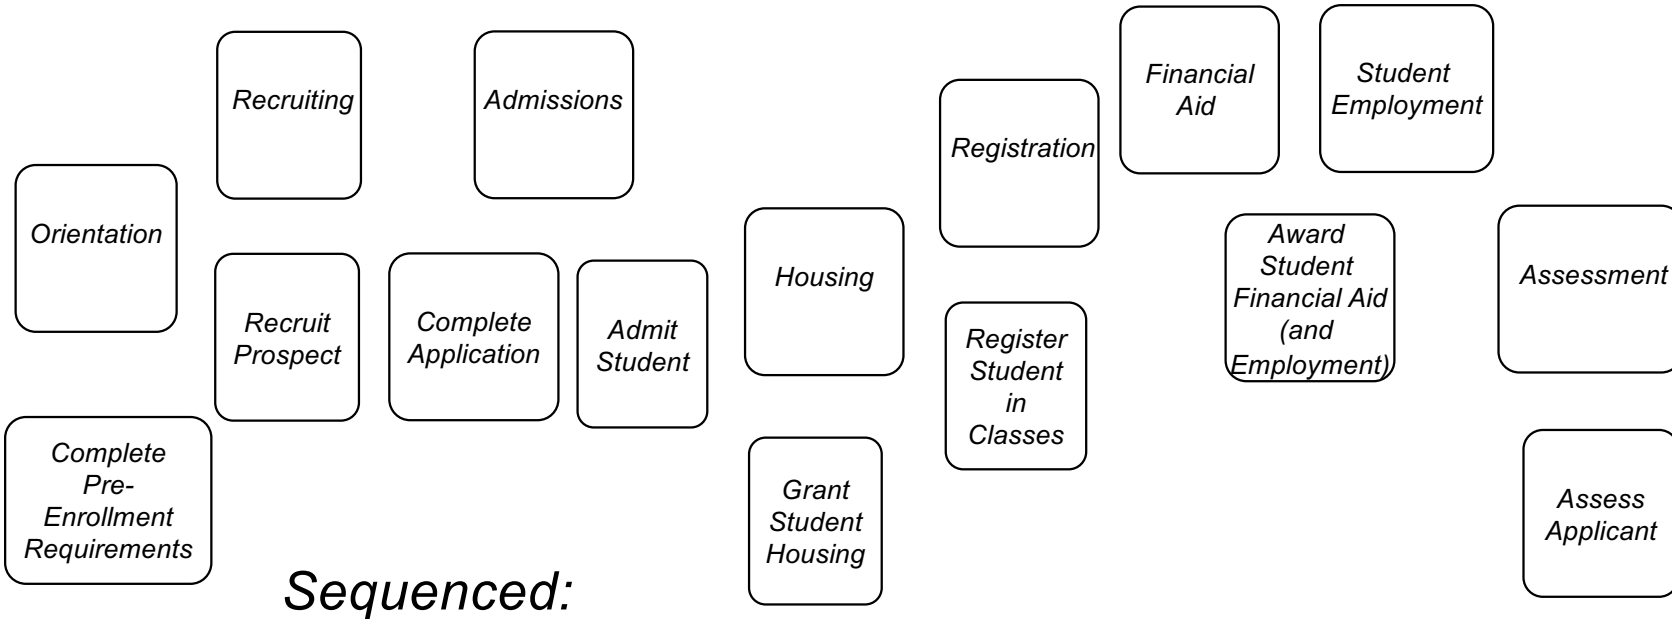 Recruiting
Admissions
Financial
Aid
Student
Employment
Registration
Orientation
Housing
Award
Student
Financial Aid
(and
Employment)
Assessment
Recruit
Prospect
Complete
Application
Admit
Student
Register
Student
in
Classes
Complete
Pre-
Enrollment
Requirements
Grant
Student
Housing
Assess
Applicant
Sequenced: